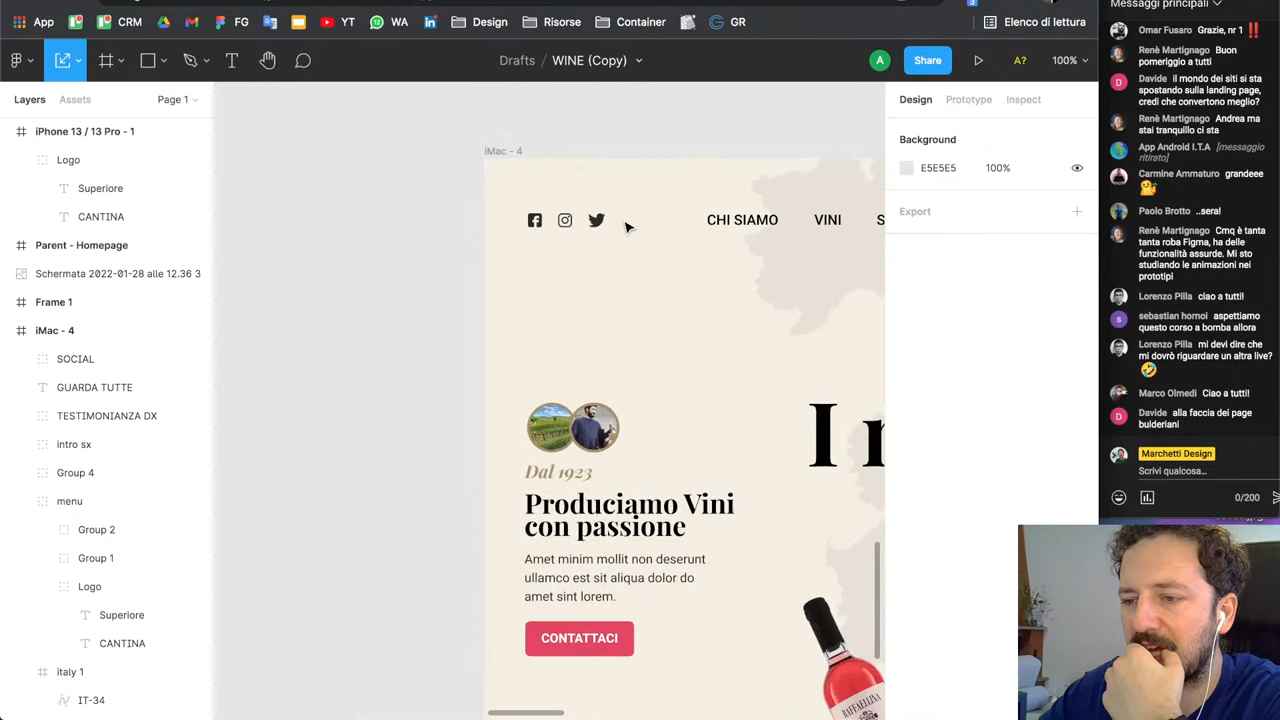 App
CRM
FG
YT
WA
Design
Risorse
Container
GR
Elenco di lettura
Messaggi principali
Drafts / WINE (Copy)
A
Share
A?
100%
Layers
Assets
Page 1
iPhone 13 / 13 Pro - 1
Logo
Superiore
CANTINA
Parent - Homepage
Schermata 2022-01-28 alle 12.36 3
Frame 1
iMac - 4
SOCIAL
GUARDA TUTTE
TESTIMONIANZA DX
intro sx
Group 4
menu
Group 2
Group 1
Logo
Superiore
CANTINA
italy 1
IT-34
iMac - 4
CHI SIAMO
VINI
S
Dal 1923
Produciamo Vini
con passione
Amet minim mollit non deserunt
ullamco est sit aliqua dolor do
amet sint lorem.
CONTATTACI
I
RAFFAELLINA
Design
Prototype
Inspect
Background
E5E5E5
100%
Export
Omar Fusaro Grazie, nr 1 ‼
Renè Martignago Buon
pomeriggio a tutti
D
Davide il mondo dei siti si sta
spostando sulla landing page,
credi che convertono meglio?
Renè Martignago Andrea ma
stai tranquillo ci sta
App Android I.T.A [messaggio
ritirato]
Carmine Ammaturo grandeee
Paolo Brotto ..sera!
Renè Martignago Cmq è tanta
tanta roba Figma, ha delle
funzionalità assurde. Mi sto
studiando le animazioni nei
prototipi
Lorenzo Pilla ciao a tutti!
s
sebastian hornoi aspettiamo
questo corso a bomba allora
Lorenzo Pilla mi devi dire che
mi dovrò riguardare un altra live?
Marco Olmedi Ciao a tutti!
D
Davide alla faccia dei page
bulderiani
Marchetti Design
Scrivi qualcosa...
0/200